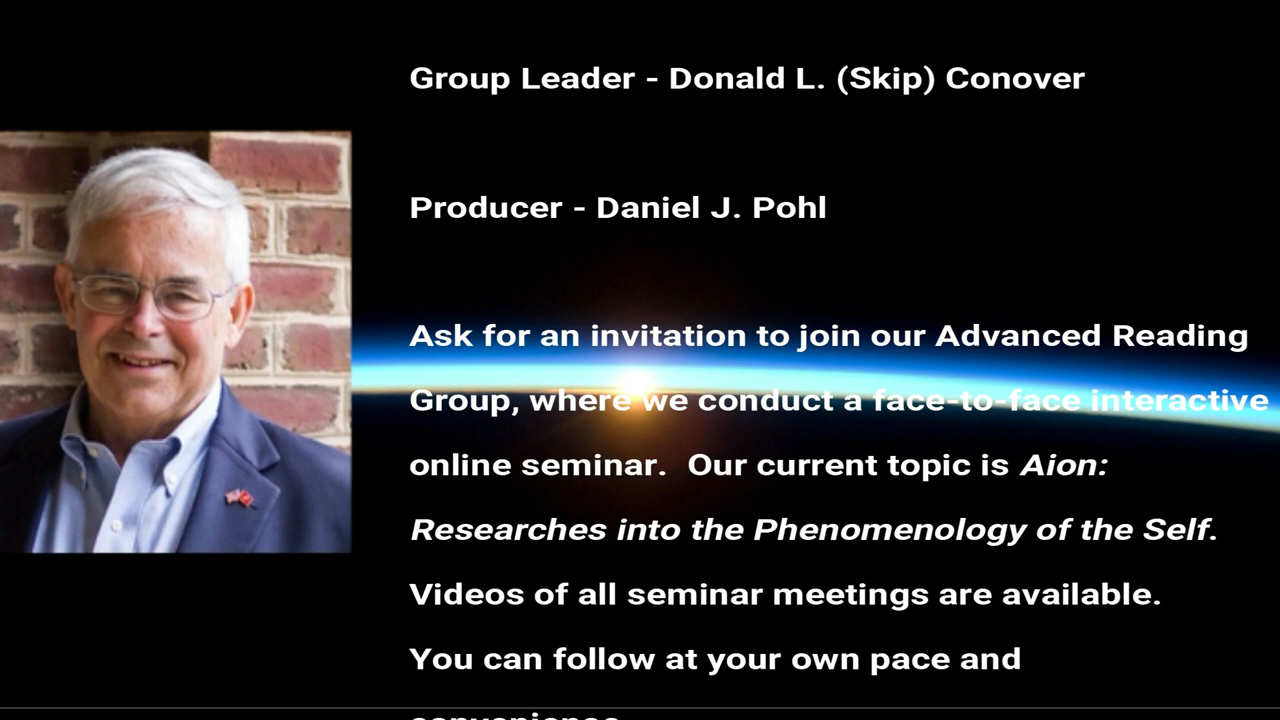 Group Leader - Donald L. (Skip) Conover
Producer - Daniel J. Pohl
Ask for an invitation to join our Advanced Reading
Group, where we conduct a face-to-face interactive
online seminar.  Our current topic is Aion:
Researches into the Phenomenology of the Self.
Videos of all seminar meetings are available.
You can follow at your own pace and